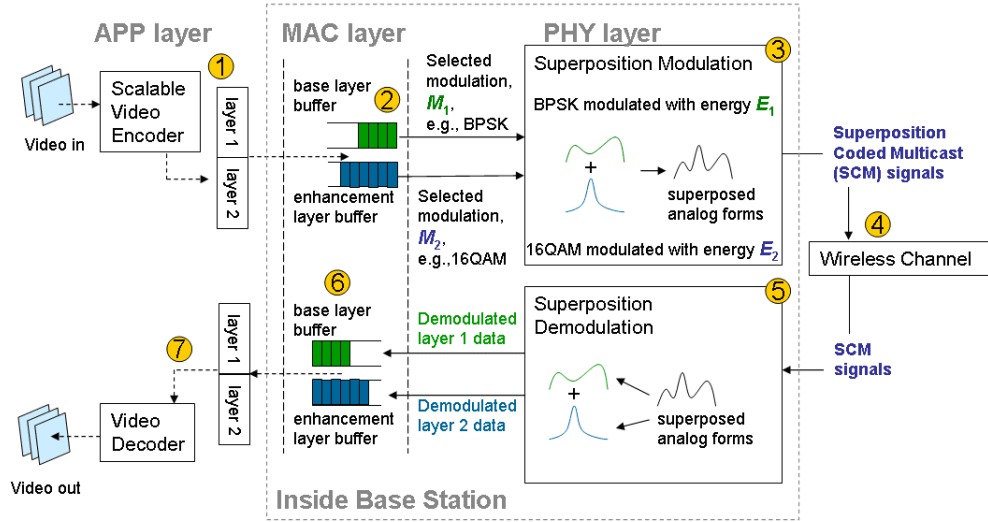 APP layer
MAC layer
PHY layer
1
Scalable
Video
Encoder
Video in
layer 1
layer 2
base layer
buffer
2
enhancement
layer buffer
Selected
modulation,
M1,
e.g., BPSK
Selected
modulation,
M2,
e.g.,16QAM
3
Superposition Modulation
BPSK modulated with energy E1
+
superposed
analog forms
16QAM modulated with energy E2
Superposition
Coded Multicast
(SCM) signals
4
Wireless Channel
SCM
signals
5
Superposition
Demodulation
+
superposed
analog forms
6
base layer
buffer
Demodulated
layer 1 data
Demodulated
layer 2 data
enhancement
layer buffer
7
layer 1
layer 2
Video
Decoder
Video out
Inside Base Station